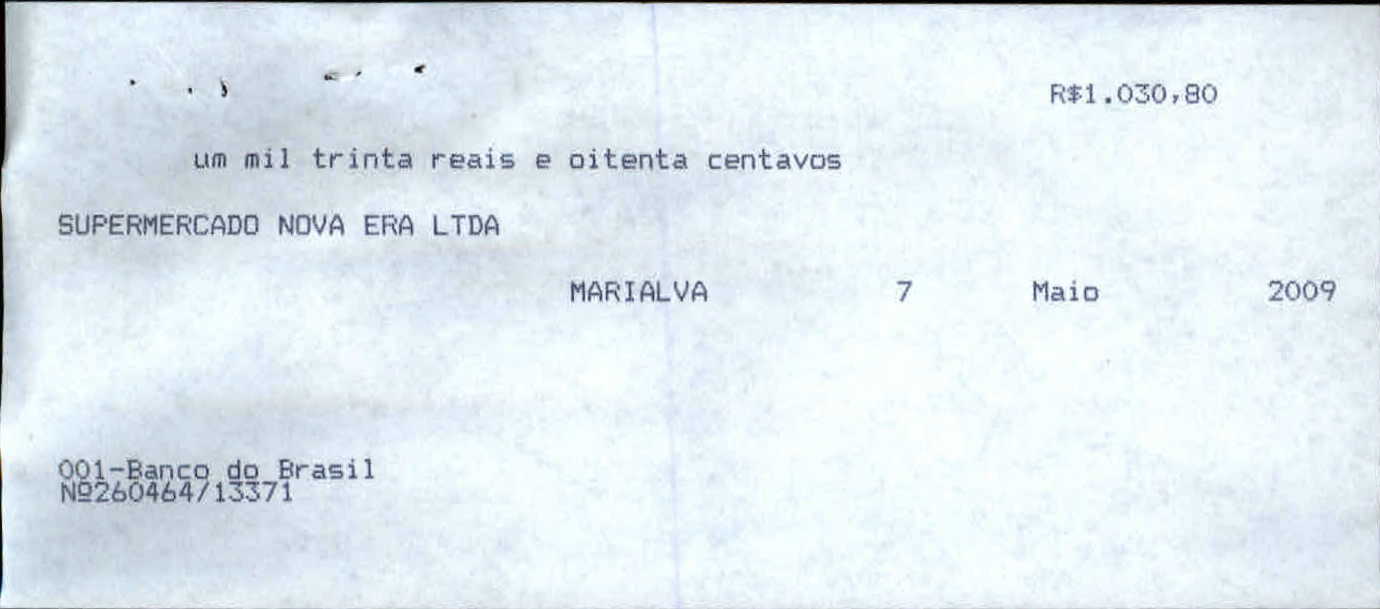 R$1.030,80
um mil trinta reais e oitenta centavos
SUPERMERCADO NOVA ERA LTDA
MARIALVA 7 Maio 2009
001-Banco do Brasil
Nº260464/13371